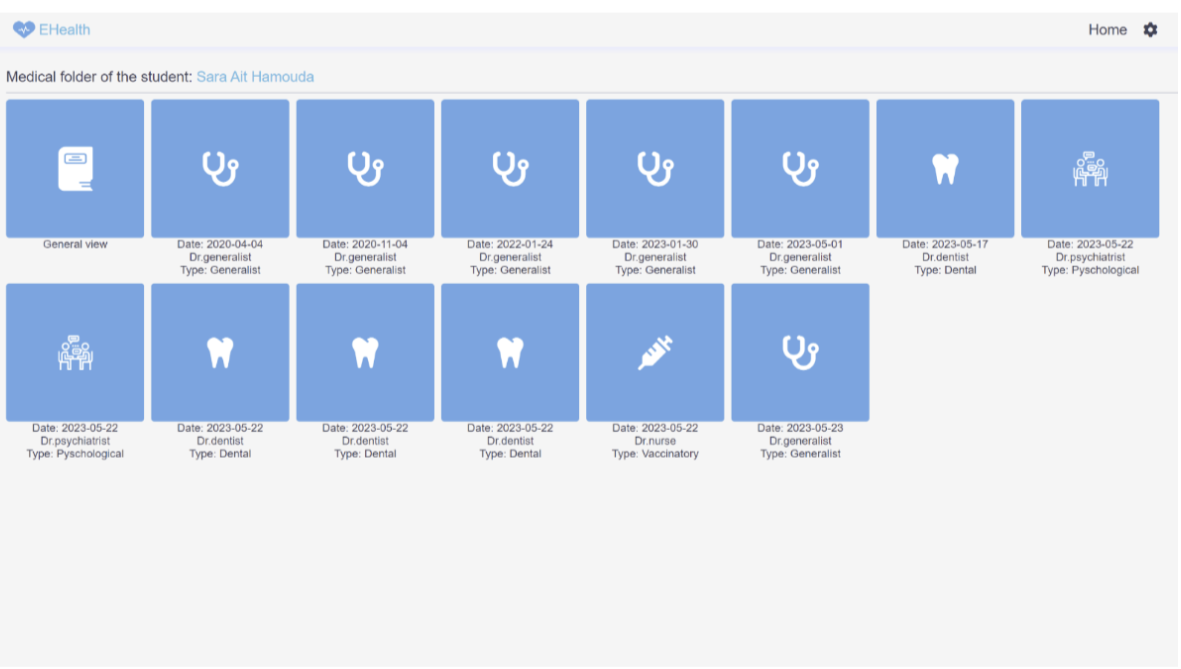 EHealth
Home
Medical folder of the student: Sara Ait Hamouda
General view
Date: 2020-04-04
Dr.generalist
Type: Generalist
Date: 2020-11-04
Dr.generalist
Type: Generalist
Date: 2022-01-24
Dr.generalist
Type: Generalist
Date: 2023-01-30
Dr.generalist
Type: Generalist
Date: 2023-05-01
Dr.generalist
Type: Generalist
Date: 2023-05-17
Dr.dentist
Type: Dental
Date: 2023-05-22
Dr.psychiatrist
Type: Pyschological
Date: 2023-05-22
Dr.psychiatrist
Type: Pyschological
Date: 2023-05-22
Dr.dentist
Type: Dental
Date: 2023-05-22
Dr.dentist
Type: Dental
Date: 2023-05-22
Dr.dentist
Type: Dental
Date: 2023-05-22
Dr.nurse
Type: Vaccinatory
Date: 2023-05-23
Dr.generalist
Type: Generalist